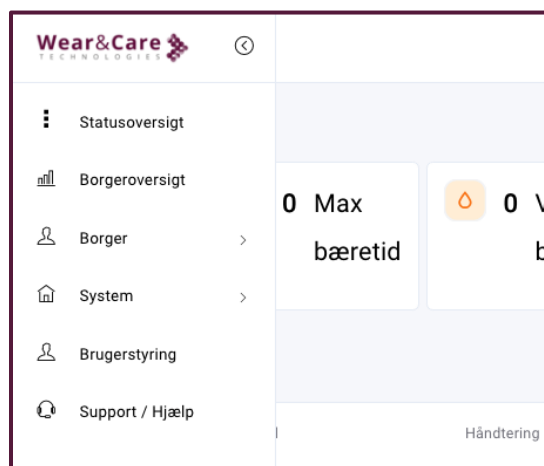 Wear&Care
TECHNOLOGIES
Statusoversigt
Borgeroversigt
0 Max
bæretid
0
Borger
System
Brugerstyring
Support / Hjælp
Håndtering